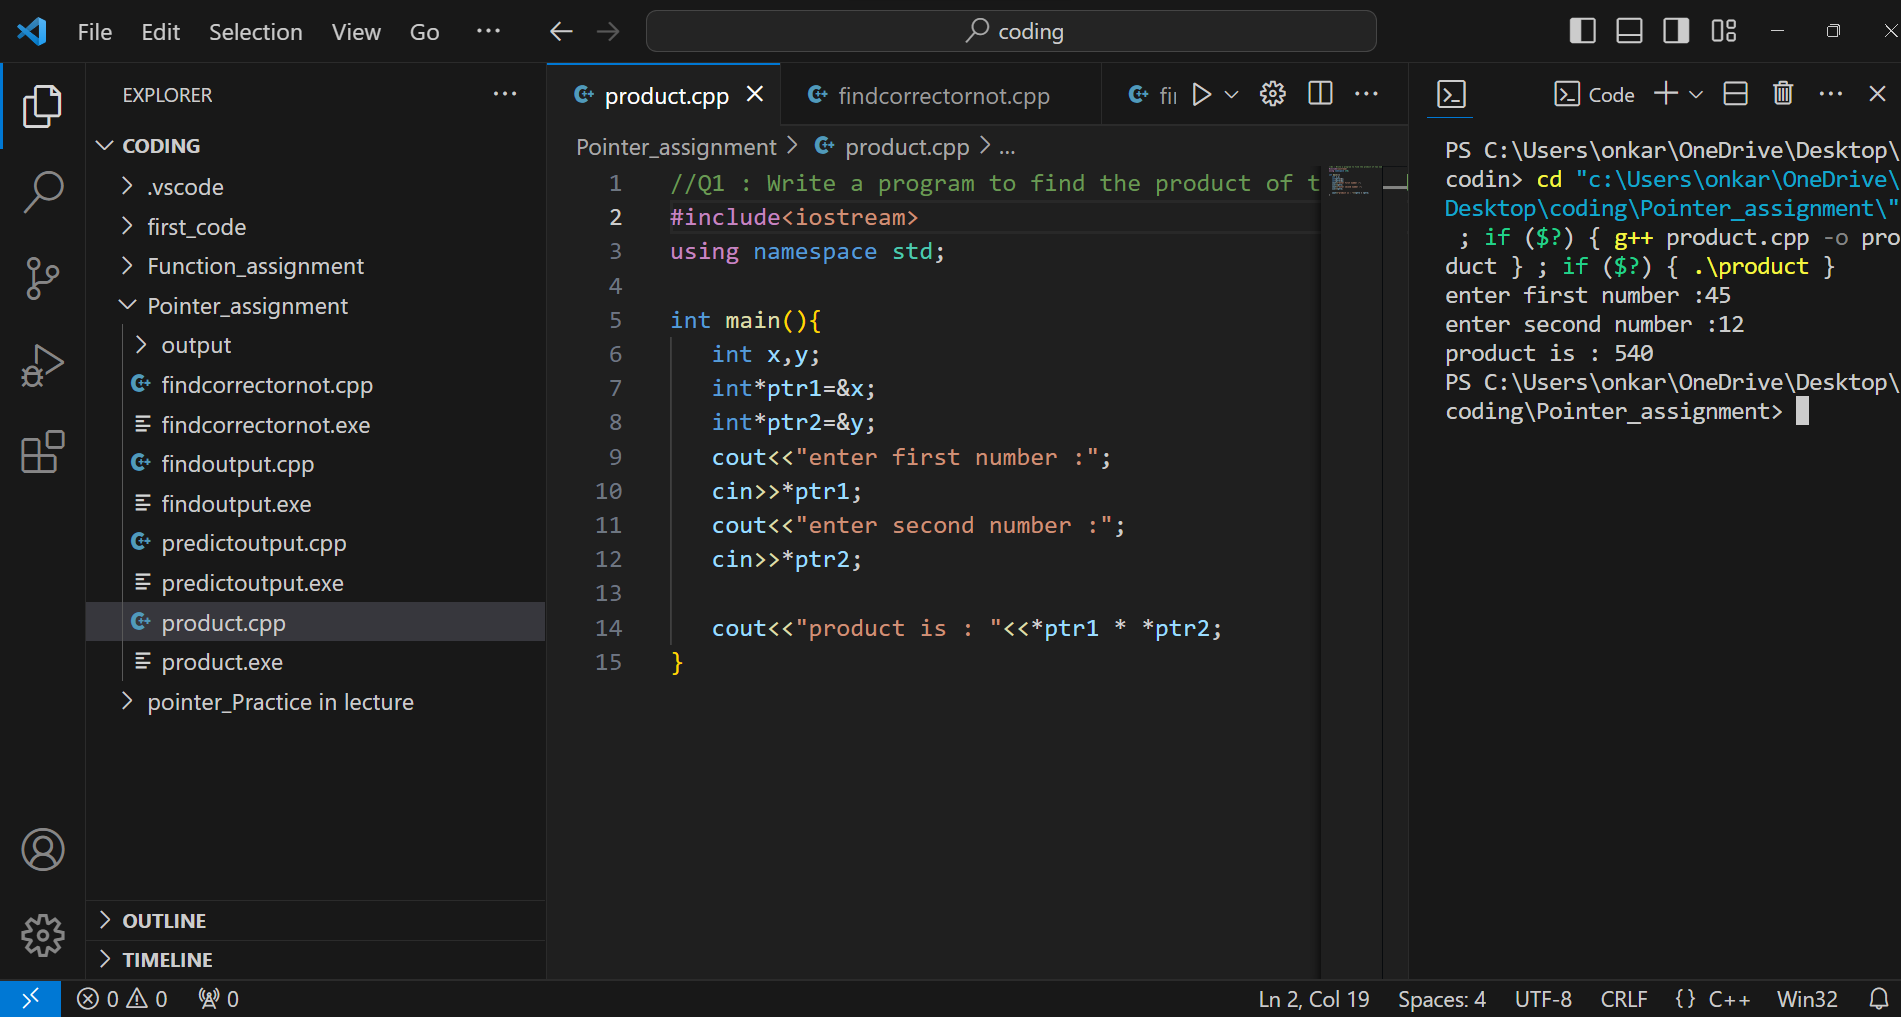 File Edit Selection View Go ... coding
EXPLORER ...
CODING
.vscode
first_code
Function_assignment
Pointer_assignment
output
findcorrectornot.cpp
findcorrectornot.exe
findoutput.cpp
findoutput.exe
predictoutput.cpp
predictoutput.exe
product.cpp
product.exe
pointer_Practice in lecture
OUTLINE
TIMELINE
product.cpp findcorrectornot.cpp fi
Pointer_assignment > product.cpp > ...
1 //Q1 : Write a program to find the product of t
2 #include<iostream>
3 using namespace std;
4
5 int main(){
6 int x,y;
7 int*ptr1=&x;
8 int*ptr2=&y;
9 cout<<"enter first number :";
10 cin>>*ptr1;
11 cout<<"enter second number :";
12 cin>>*ptr2;
13
14 cout<<"product is : "<<*ptr1 * *ptr2;
15 }
Code
PS C:\Users\onkar\OneDrive\Desktop\
codin> cd "c:\Users\onkar\OneDrive\
Desktop\coding\Pointer_assignment\"
; if ($?) { g++ product.cpp -o pro
duct } ; if ($?) { .\product }
enter first number :45
enter second number :12
product is : 540
PS C:\Users\onkar\OneDrive\Desktop\
coding\Pointer_assignment>
0 0 0 Ln 2, Col 19 Spaces: 4 UTF-8 CRLF {} C++ Win32